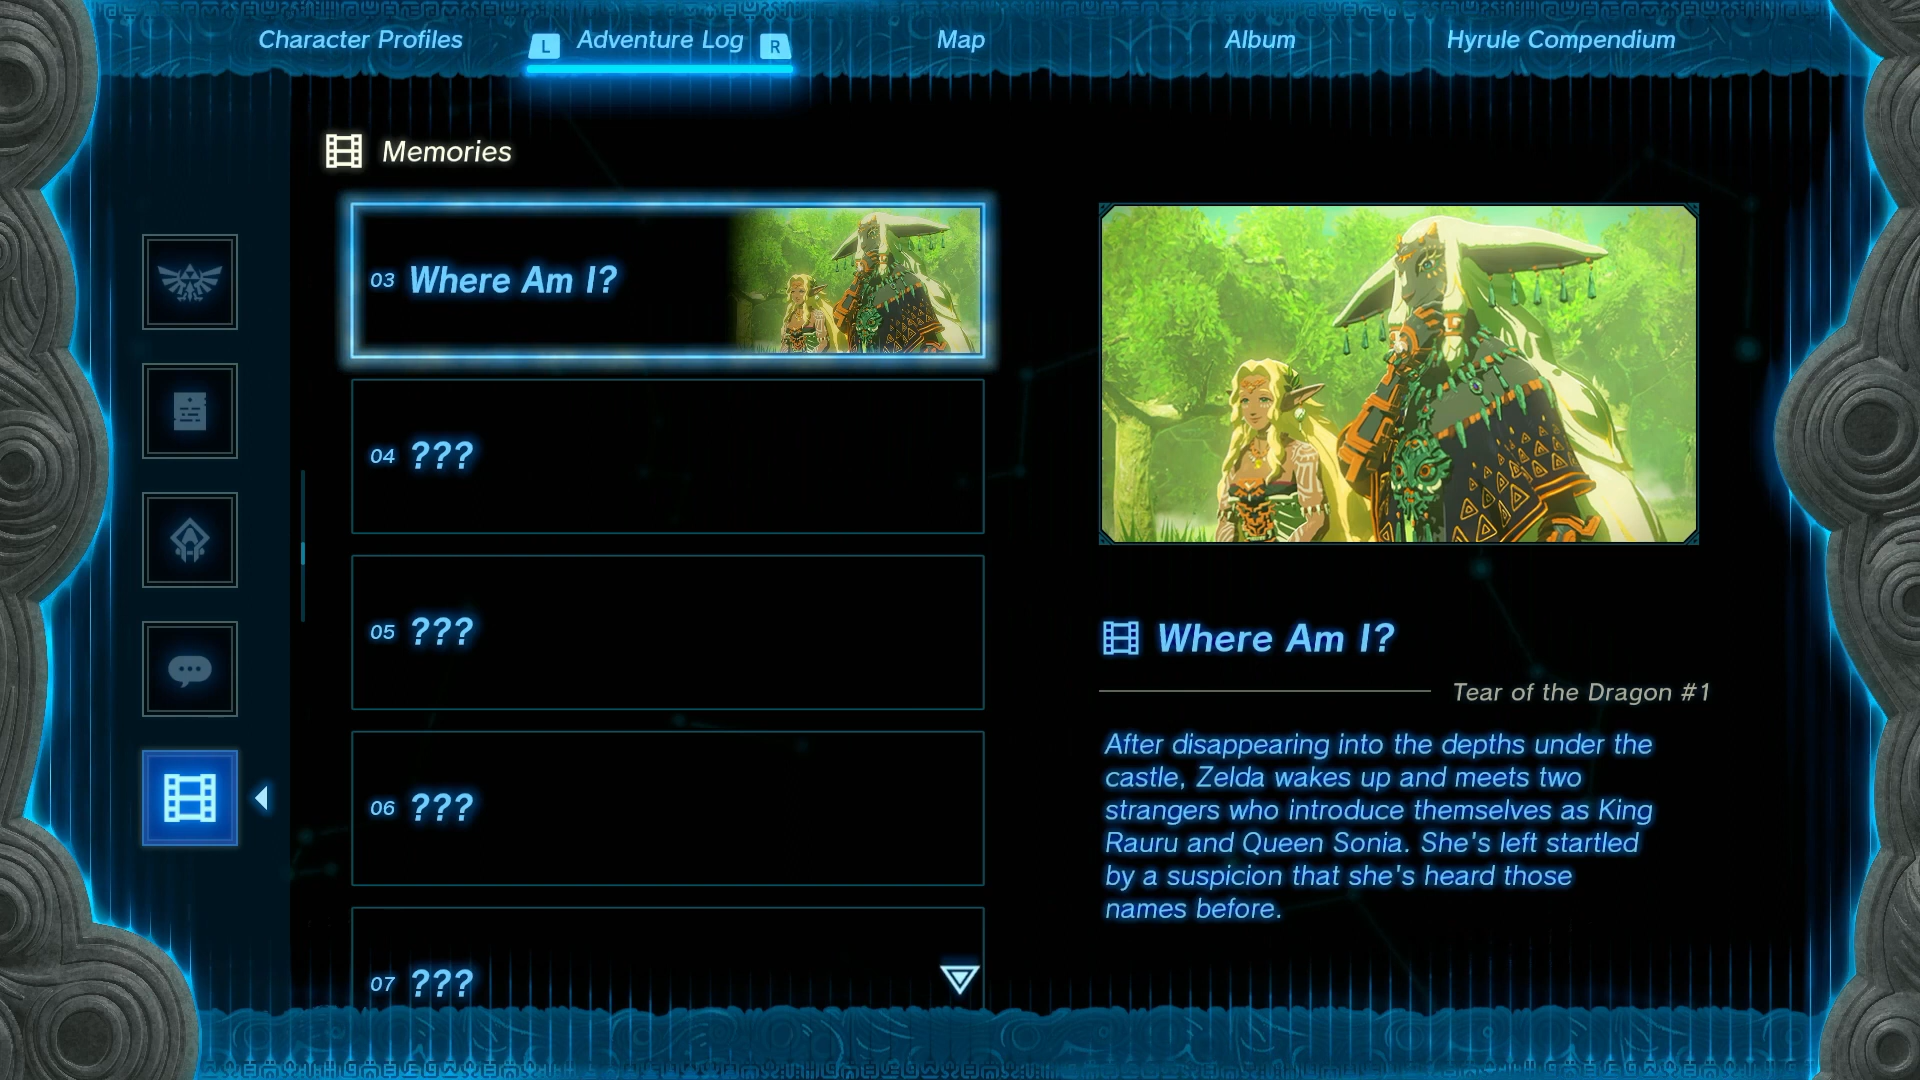 Character Profiles
L Adventure Log R
Map
Album
Hyrule Compendium
Memories
03 Where Am I?
04 ???
05 ???
06 ???
07 ???
Where Am I?
Tear of the Dragon #1
After disappearing into the depths under the
castle, Zelda wakes up and meets two
strangers who introduce themselves as King
Rauru and Queen Sonia. She's left startled
by a suspicion that she's heard those
names before.